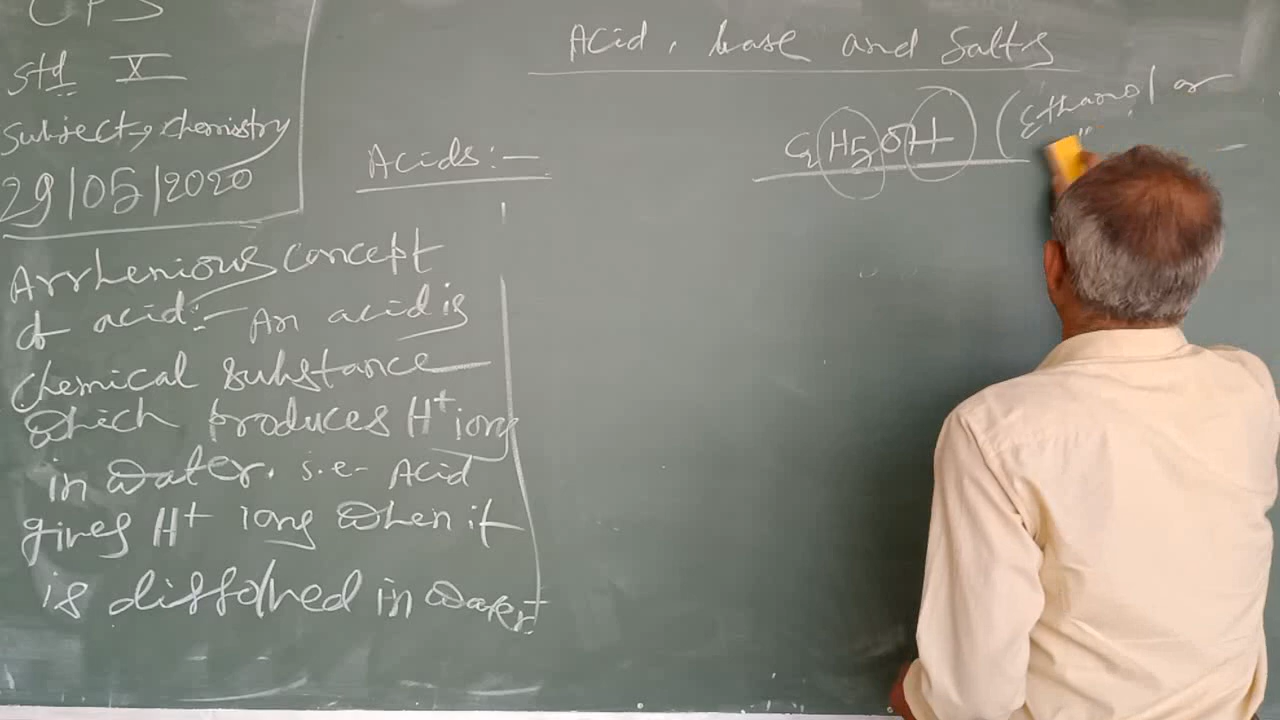 CPS
Std X
Subject → Chemistry
29/05/2020
Acid, base and Salts
Acids:-
C2H5OH (Ethanol or
Arrhenious concept
of acid:- An acid is
chemical substance
which produces H+ ions
in water. i.e- Acid
gives H+ ions when it
is dissolved in water